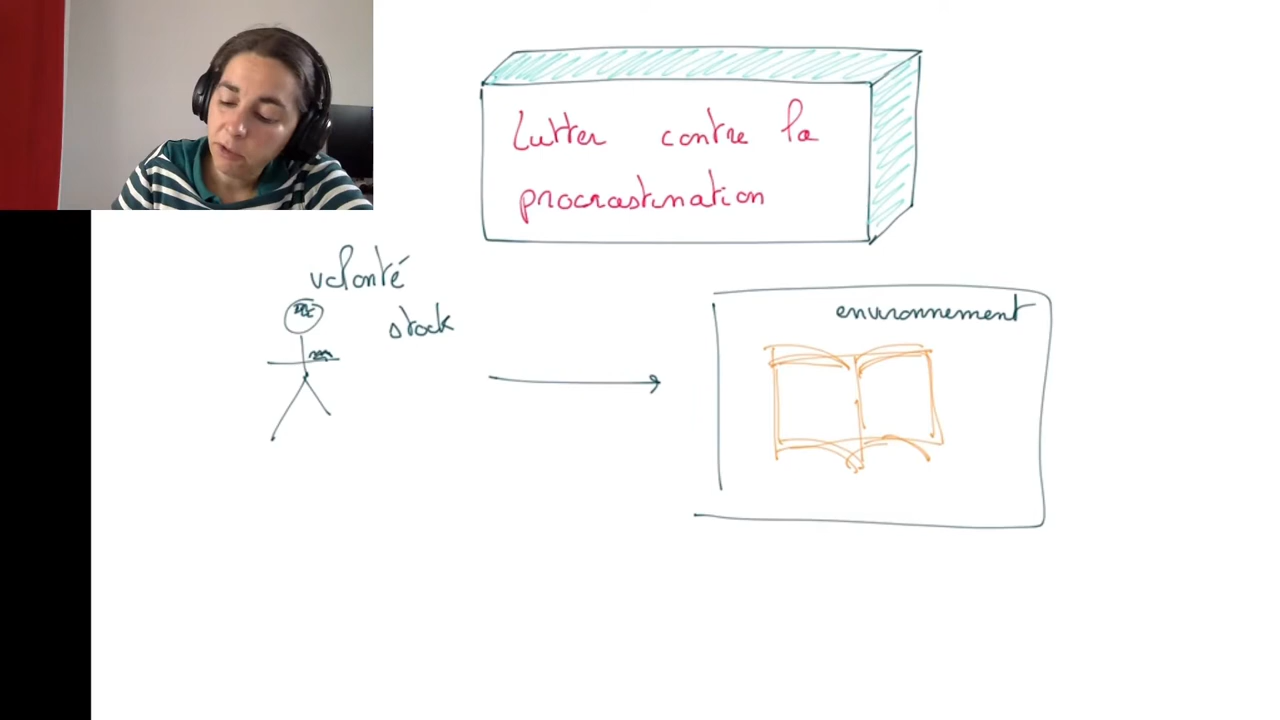 Lutter contre la
procrastination
volonté
stock
environnement